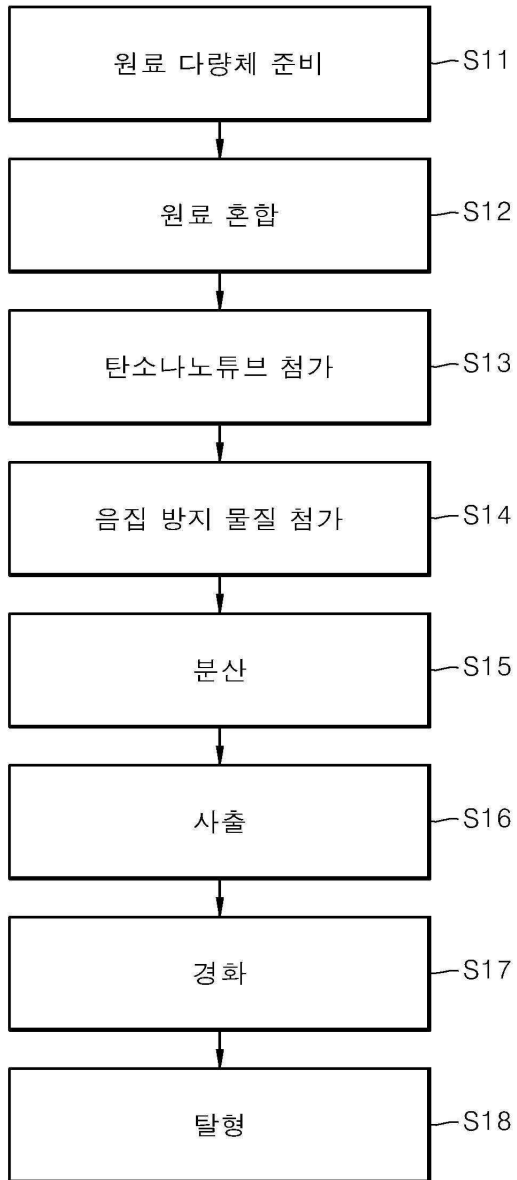 원료 다량체 준비 S11
원료 혼합 S12
탄소나노튜브 첨가 S13
음집 방지 물질 첨가 S14
분산 S15
사출 S16
경화 S17
탈형 S18